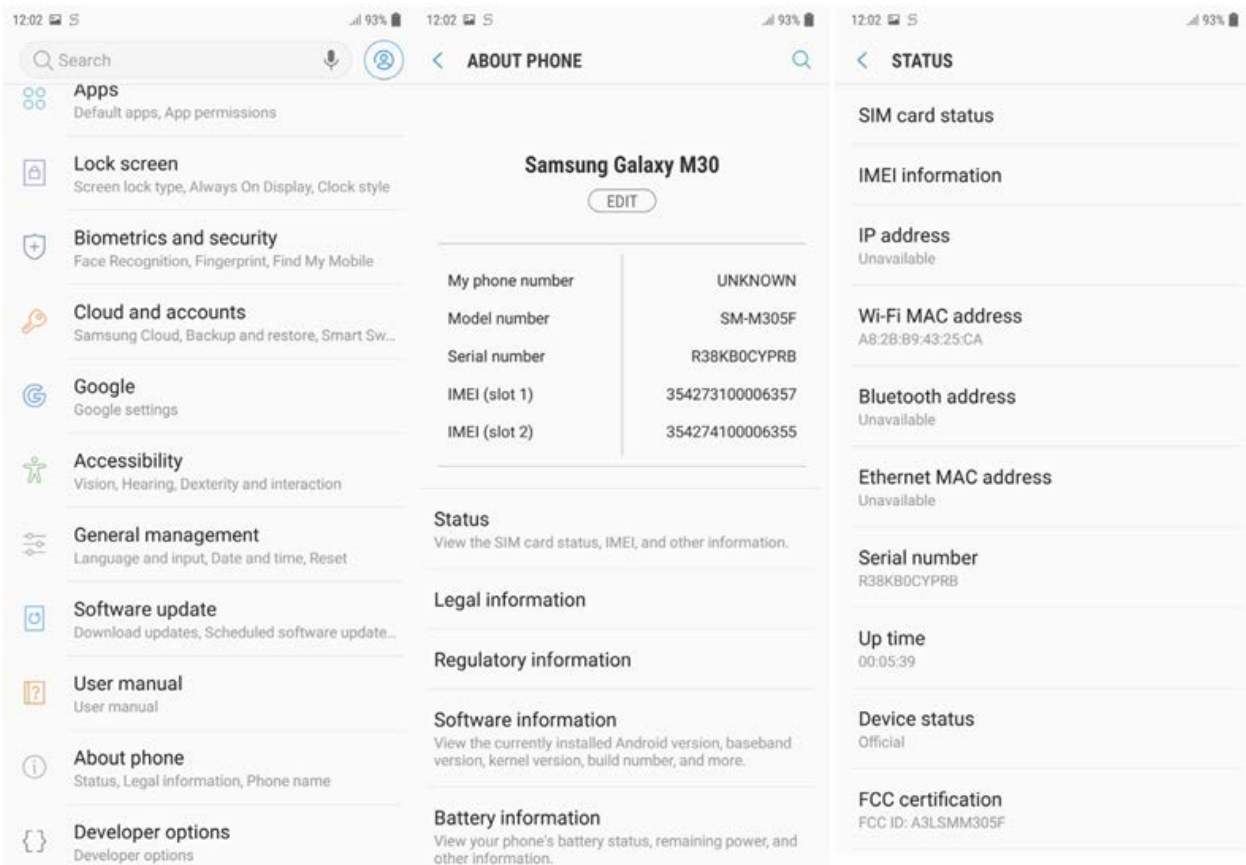 12:02
93%
Search
Apps
Default apps, App permissions
Lock screen
Screen lock type, Always On Display, Clock style
Biometrics and security
Face Recognition, Fingerprint, Find My Mobile
Cloud and accounts
Samsung Cloud, Backup and restore, Smart Sw...
Google
Google settings
Accessibility
Vision, Hearing, Dexterity and interaction
General management
Language and input, Date and time, Reset
Software update
Download updates, Scheduled software update...
User manual
User manual
About phone
Status, Legal information, Phone name
Developer options
Developer options
12:02
93%
ABOUT PHONE
Samsung Galaxy M30
EDIT
My phone number UNKNOWN
Model number SM-M305F
Serial number R38KB0CYPRB
IMEI (slot 1) 354273100006357
IMEI (slot 2) 354274100006355
Status
View the SIM card status, IMEI, and other information.
Legal information
Regulatory information
Software information
View the currently installed Android version, baseband
version, kernel version, build number, and more.
Battery information
View your phone's battery status, remaining power, and
other information.
12:02
93%
STATUS
SIM card status
IMEI information
IP address
Unavailable
Wi-Fi MAC address
A8:2B:B9:43:25:CA
Bluetooth address
Unavailable
Ethernet MAC address
Unavailable
Serial number
R38KB0CYPRB
Up time
00:05:39
Device status
Official
FCC certification
FCC ID: A3LSMM305F